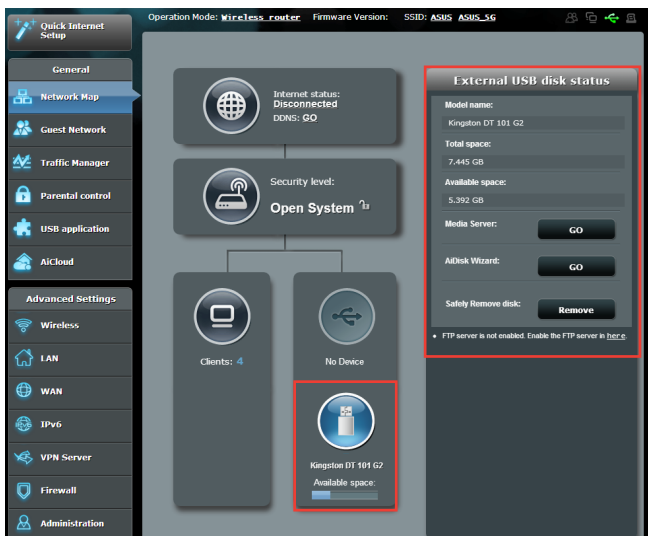 Operation Mode: Wireless router Firmware Version: SSID: ASUS ASUS_5G
Quick Internet
Setup
General
Network Map
Guest Network
Traffic Manager
Parental control
USB application
AiCloud
Advanced Settings
Wireless
LAN
WAN
IPv6
VPN Server
Firewall
Administration
Internet status:
Disconnected
DDNS: GO
Security level:
Open System
Clients: 4
No Device
Kingston DT 101 G2
Available space:
External USB disk status
Model name:
Kingston DT 101 G2
Total space:
7.445 GB
Available space:
5.392 GB
Media Server: GO
AiDisk Wizard: GO
Safely Remove disk: Remove
FTP server is not enabled. Enable the FTP server in here.